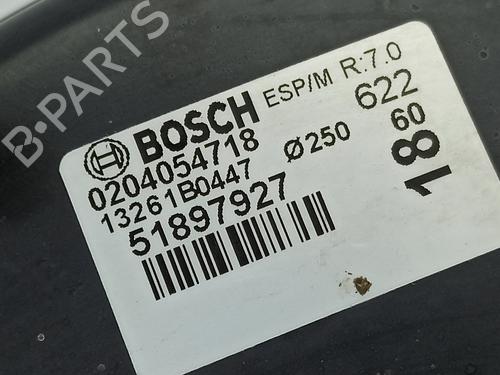 B-PARTS
BOSCH ESP/M R:7.0
0204054718 Ø250 622
13261B0447 18 60
51897927